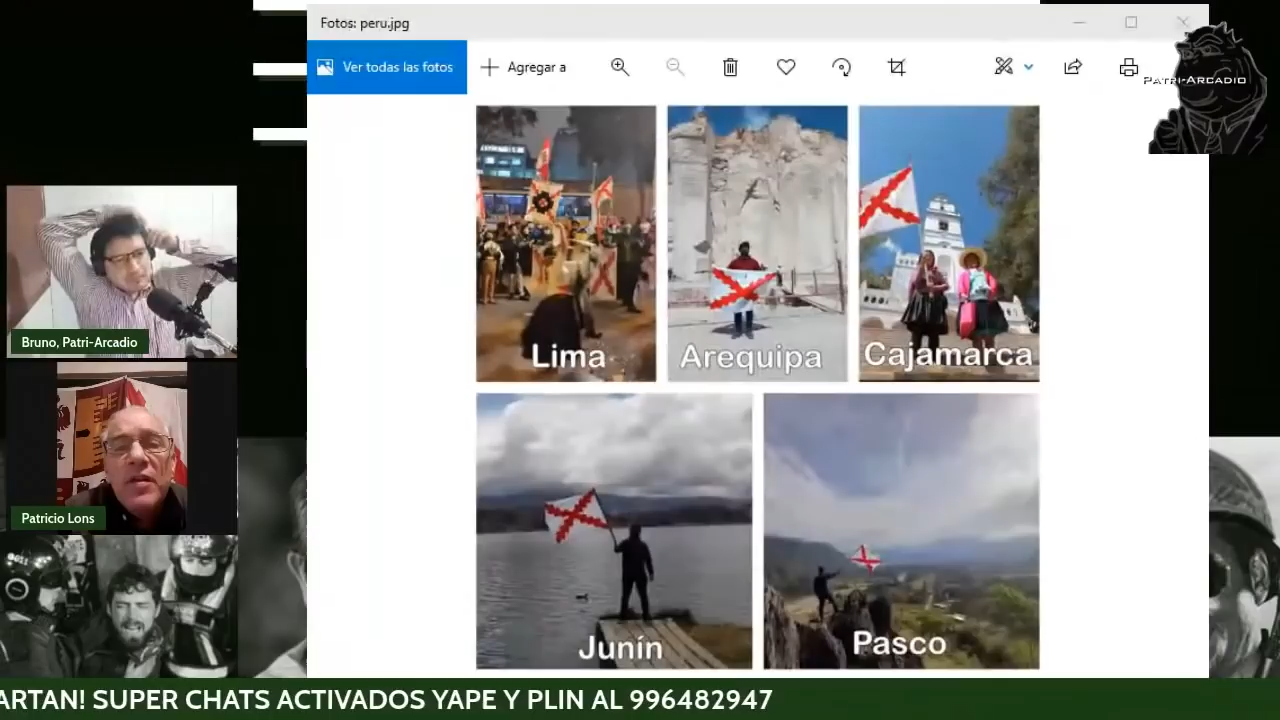 Fotos: peru.jpg
Ver todas las fotos
Agregar a
PATRI-ARCADIO
Lima
Arequipa
Cajamarca
Bruno, Patri-Arcadio
Patricio Lons
Junín
Pasco
ARTAN! SUPER CHATS ACTIVADOS YAPE Y PLIN AL 996482947